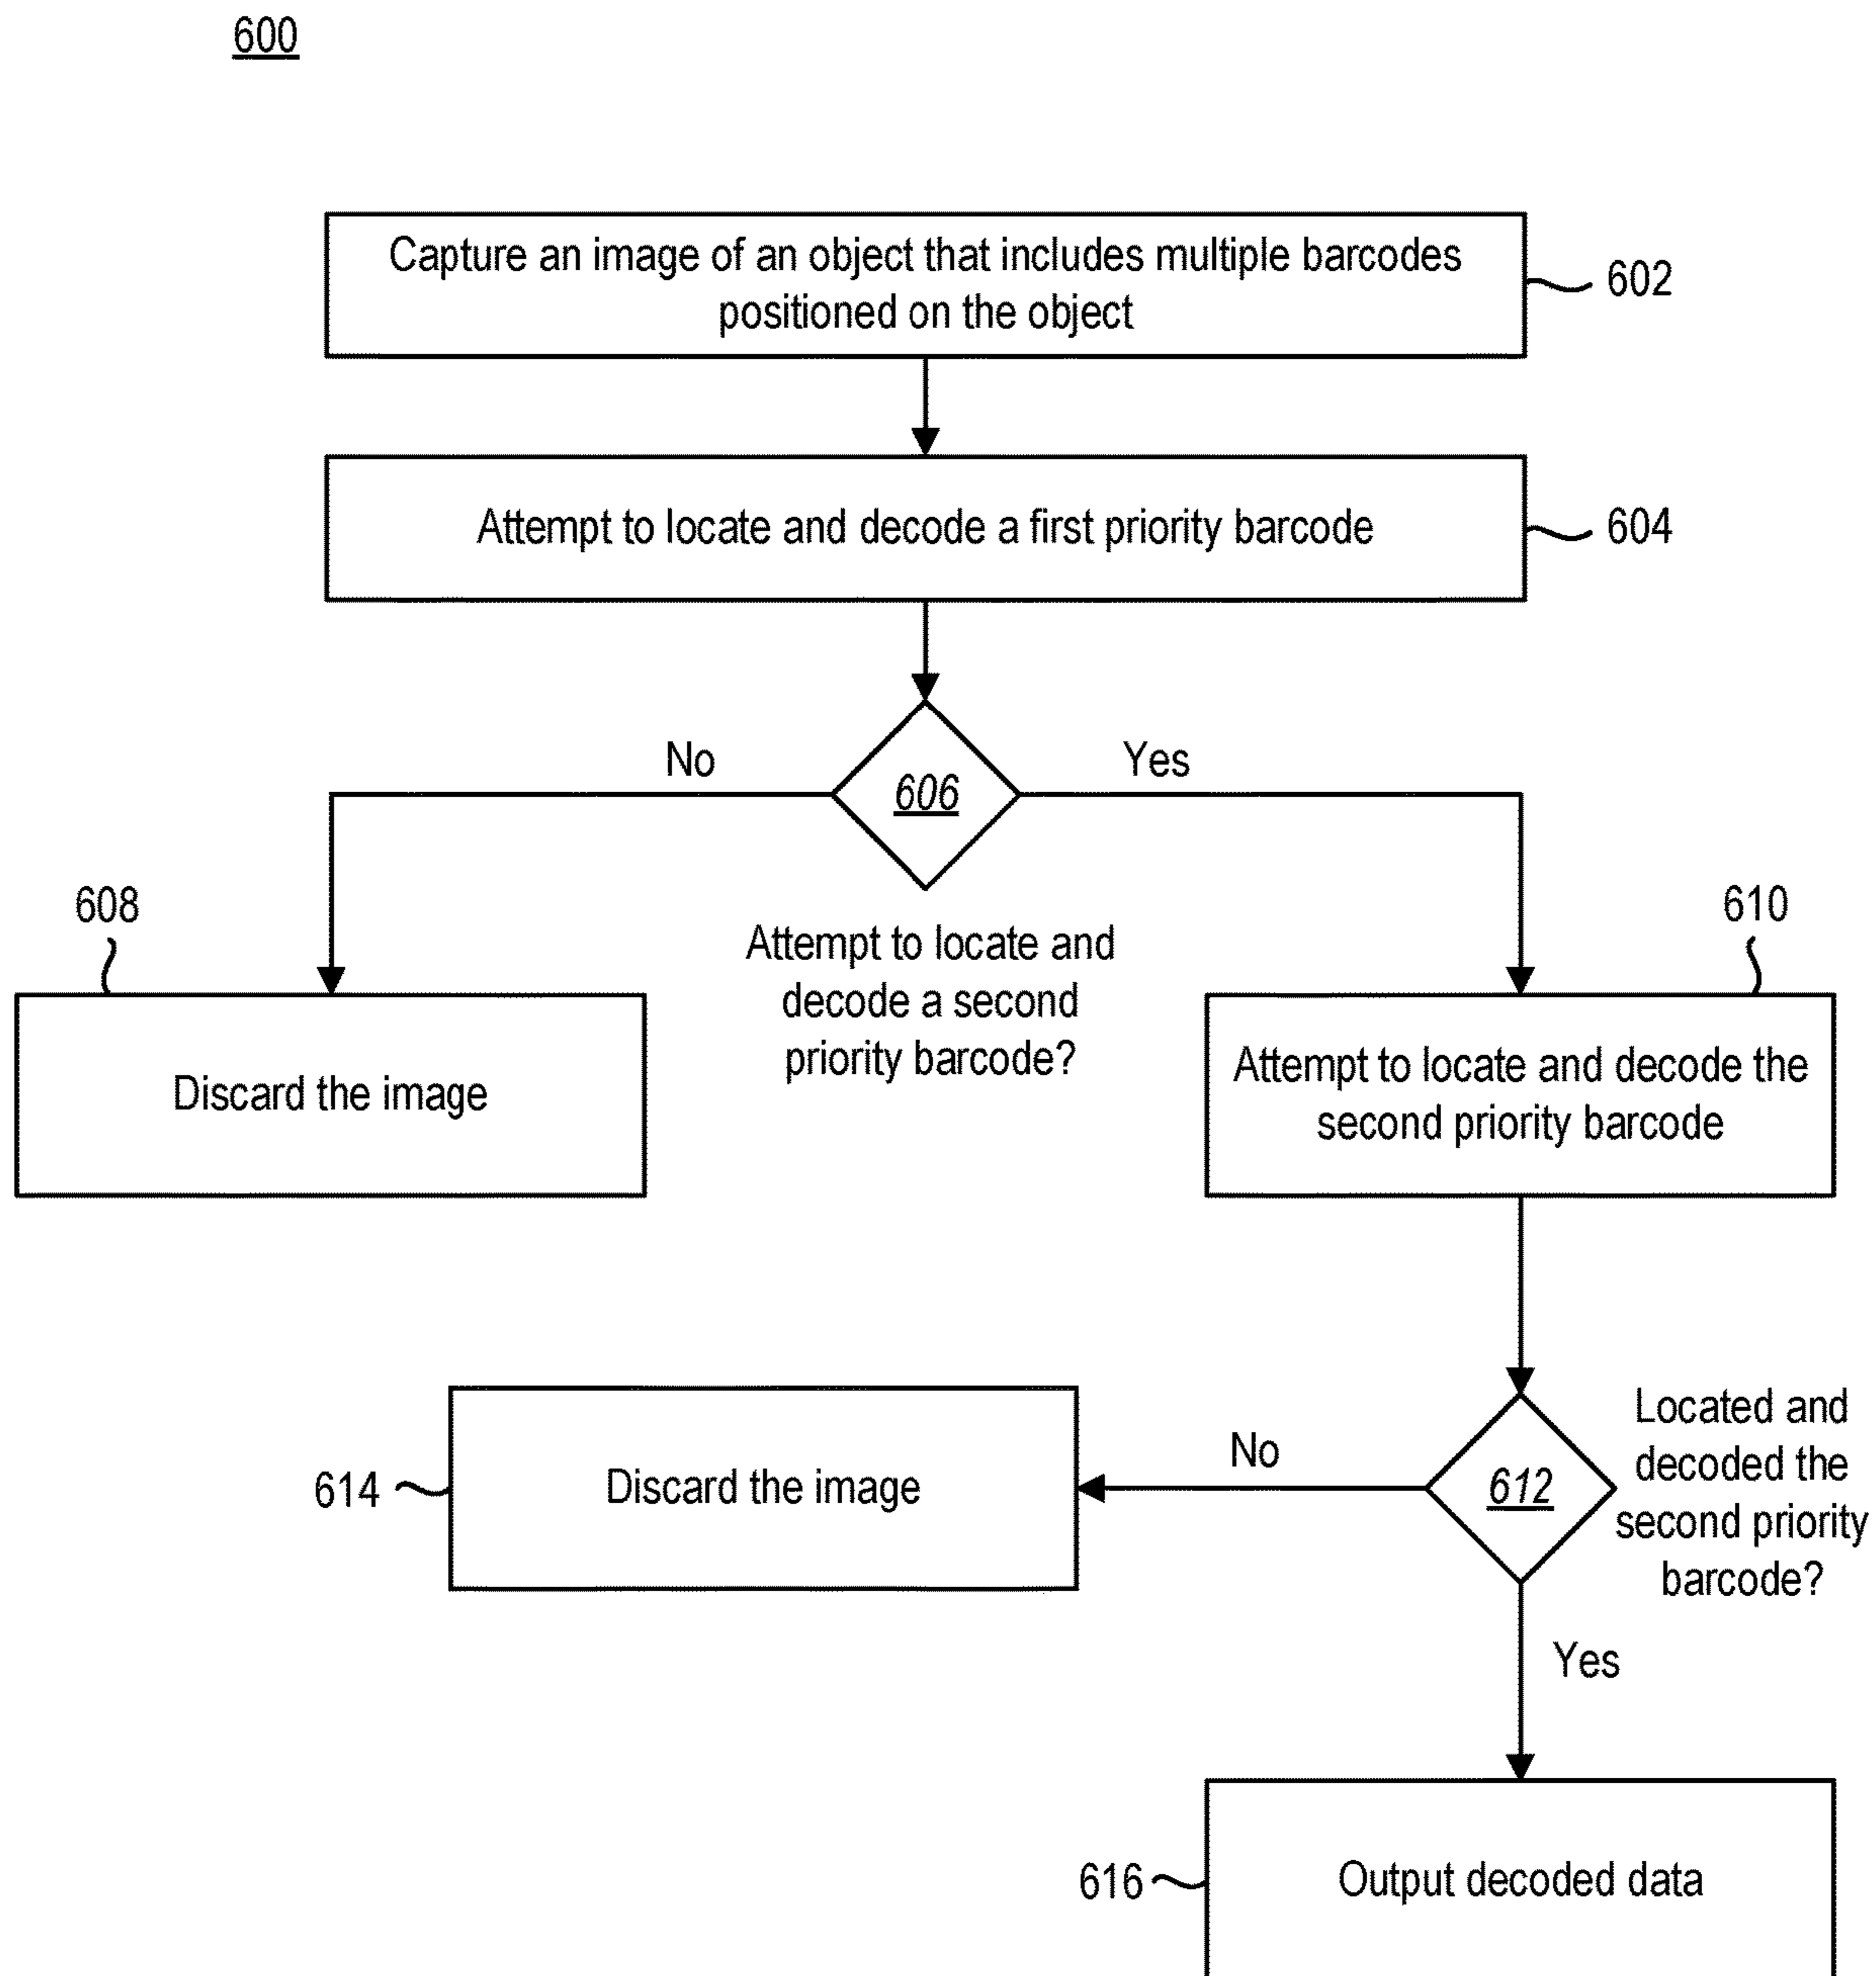 600
Capture an image of an object that includes multiple barcodes
positioned on the object
602
Attempt to locate and decode a first priority barcode
604
No
Yes
606
608
610
Attempt to locate and
decode a second
priority barcode?
Discard the image
Attempt to locate and decode the
second priority barcode
614
Discard the image
No
612
Located and
decoded the
second priority
barcode?
Yes
616
Output decoded data